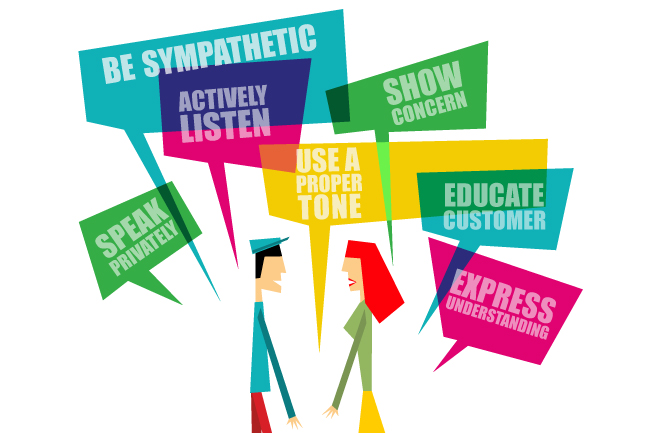 BE SYMPATHETIC
ACTIVELY
LISTEN
SHOW
CONCERN
USE A
PROPER
TONE
EDUCATE
CUSTOMER
SPEAK
PRIVATELY
EXPRESS
UNDERSTANDING